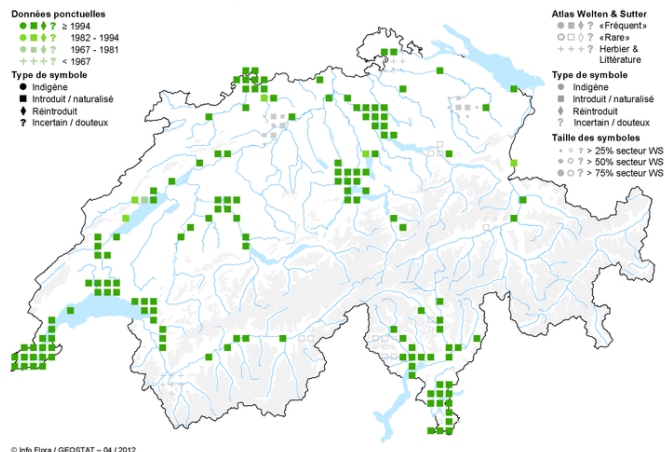 Données ponctuelles
≥ 1994
1982 - 1994
1967 - 1981
< 1967
Type de symbole
Indigène
Introduit / naturalisé
Réintroduit
Incertain / douteux
Atlas Welten & Sutter
«Fréquent»
«Rare»
Herbier &
Littérature
Type de symbole
Indigène
Introduit / naturalisé
Réintroduit
Incertain / douteux
Taille des symboles
> 25% secteur WS
> 50% secteur WS
> 75% secteur WS
© Info Flora / GEOSTAT – 04 / 2012